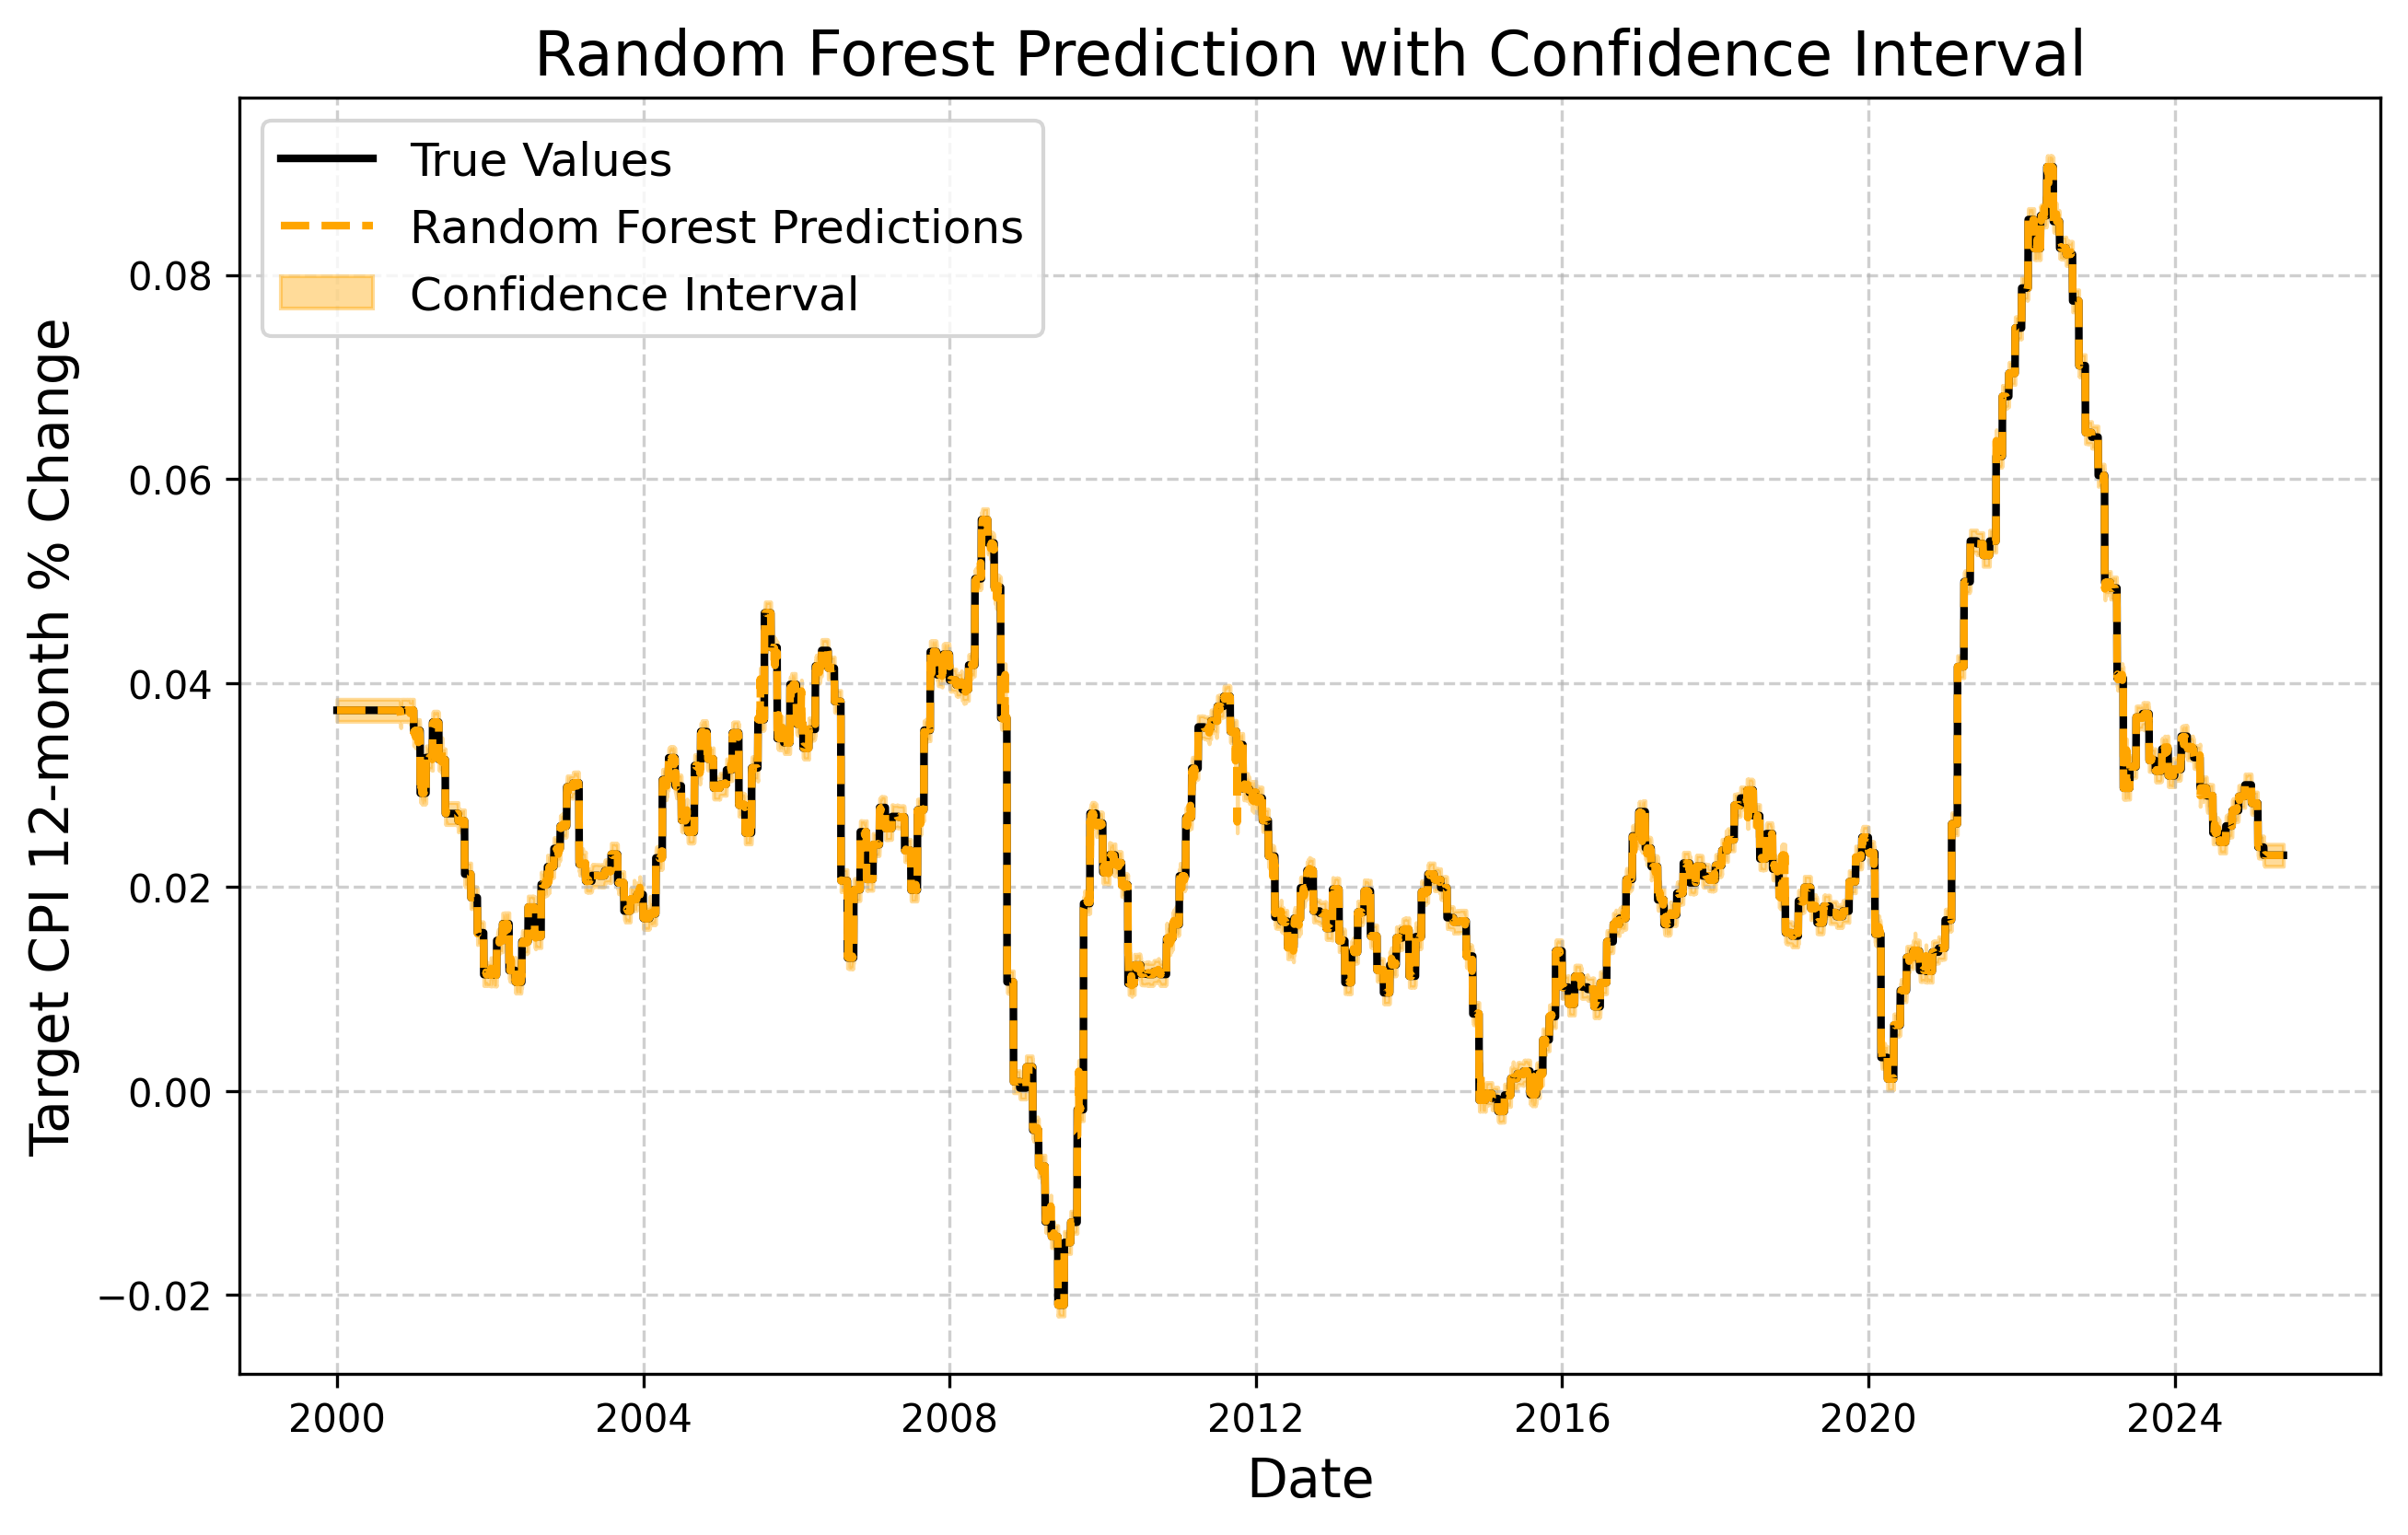 Random Forest Prediction with Confidence Interval
True Values
Random Forest Predictions
Confidence Interval
Target CPI 12-month % Change
0.08
0.06
0.04
0.02
0.00
−0.02
2000 2004 2008 2012 2016 2020 2024
Date